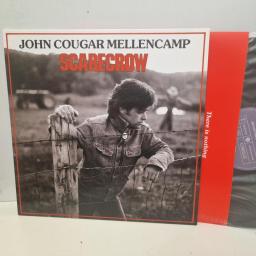 JOHN COUGAR MELLENCAMP
SCARECROW
There is nothing